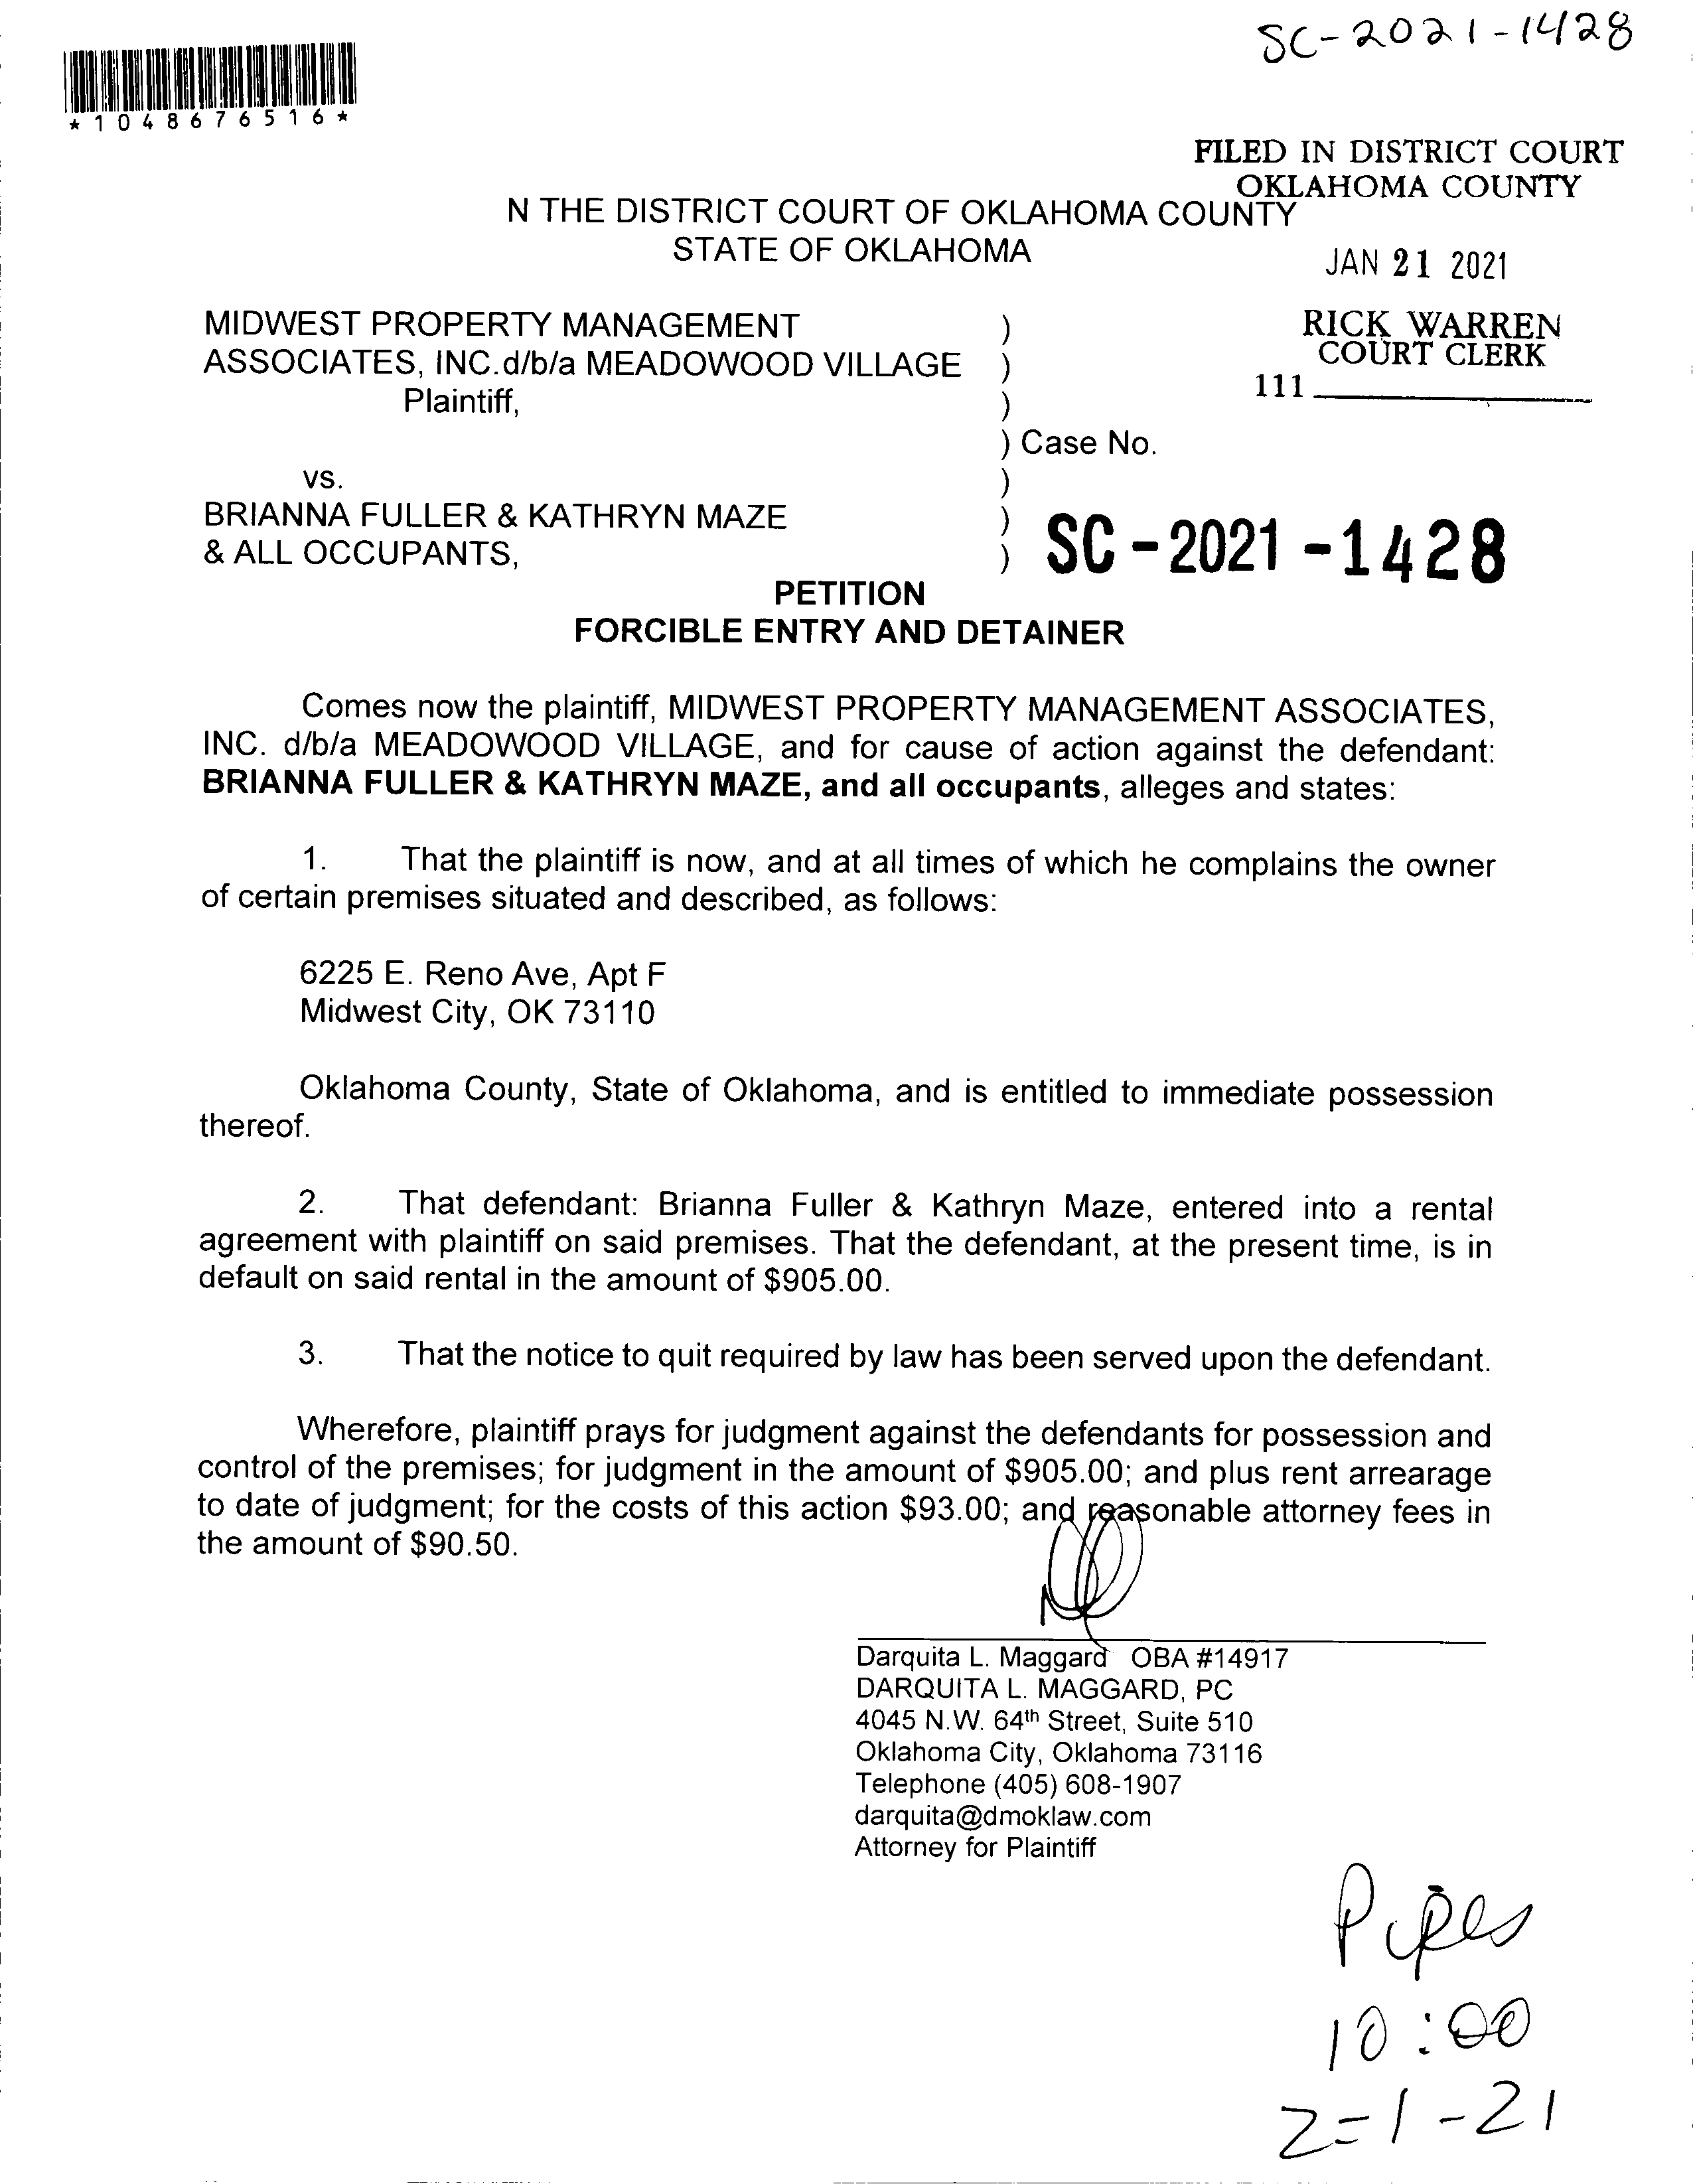 SC-2021-1428
*1048676516*
FILED IN DISTRICT COURT
OKLAHOMA COUNTY
N THE DISTRICT COURT OF OKLAHOMA COUNTY
STATE OF OKLAHOMA
JAN 21 2021
RICK WARREN
COURT CLERK
111
MIDWEST PROPERTY MANAGEMENT )
ASSOCIATES, INC.d/b/a MEADOWOOD VILLAGE )
Plaintiff, )
) Case No.
vs. )
BRIANNA FULLER & KATHRYN MAZE )
& ALL OCCUPANTS, )
SC-2021-1428
PETITION
FORCIBLE ENTRY AND DETAINER
Comes now the plaintiff, MIDWEST PROPERTY MANAGEMENT ASSOCIATES,
INC. d/b/a MEADOWOOD VILLAGE, and for cause of action against the defendant:
BRIANNA FULLER & KATHRYN MAZE, and all occupants, alleges and states:
1. That the plaintiff is now, and at all times of which he complains the owner
of certain premises situated and described, as follows:
6225 E. Reno Ave, Apt F
Midwest City, OK 73110
Oklahoma County, State of Oklahoma, and is entitled to immediate possession
thereof.
2. That defendant: Brianna Fuller & Kathryn Maze, entered into a rental
agreement with plaintiff on said premises. That the defendant, at the present time, is in
default on said rental in the amount of $905.00.
3. That the notice to quit required by law has been served upon the defendant.
Wherefore, plaintiff prays for judgment against the defendants for possession and
control of the premises; for judgment in the amount of $905.00; and plus rent arrearage
to date of judgment; for the costs of this action $93.00; and reasonable attorney fees in
the amount of $90.50.
Darquita L. Maggard OBA #14917
DARQUITA L. MAGGARD, PC
4045 N.W. 64th Street, Suite 510
Oklahoma City, Oklahoma 73116
Telephone (405) 608-1907
darquita@dmoklaw.com
Attorney for Plaintiff
Pipes
10:00
2-1-21